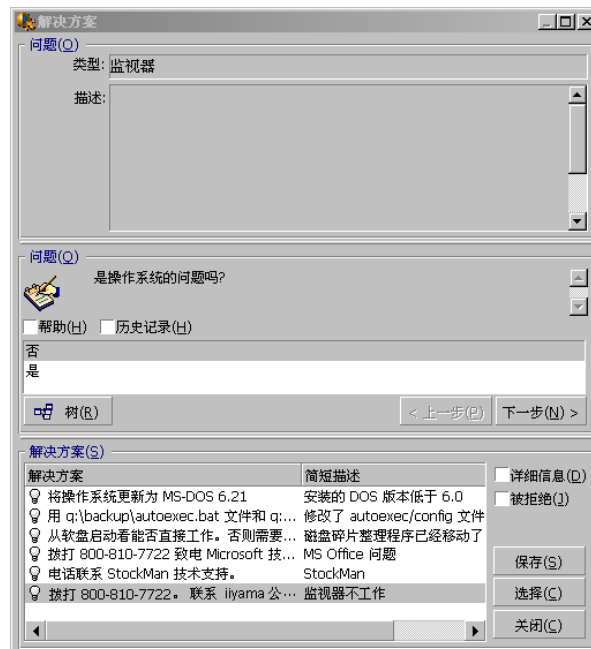 解决方案
问题(O)
类型: 监视器
描述:
问题(O)
是操作系统的问题吗?
帮助(H) 历史记录(H)
否
是
树(R) < 上一步(P) 下一步(N) >
解决方案(S)
解决方案 简短描述 详细信息(D)
将操作系统更新为 MS-DOS 6.21 安装的 DOS 版本低于 6.0 被拒绝(J)
用 q:\backup\autoexec.bat 文件和 q:... 修改了 autoexec/config 文件
从软盘启动看能否直接工作。否则需要... 磁盘碎片整理程序已经移动了
拨打 800-810-7722 致电 Microsoft 技... MS Office 问题 保存(S)
电话联系 StockMan 技术支持。 StockMan
拨打 800-810-7722。 联系 iiyama 公... 监视器不工作 选择(C)
关闭(C)